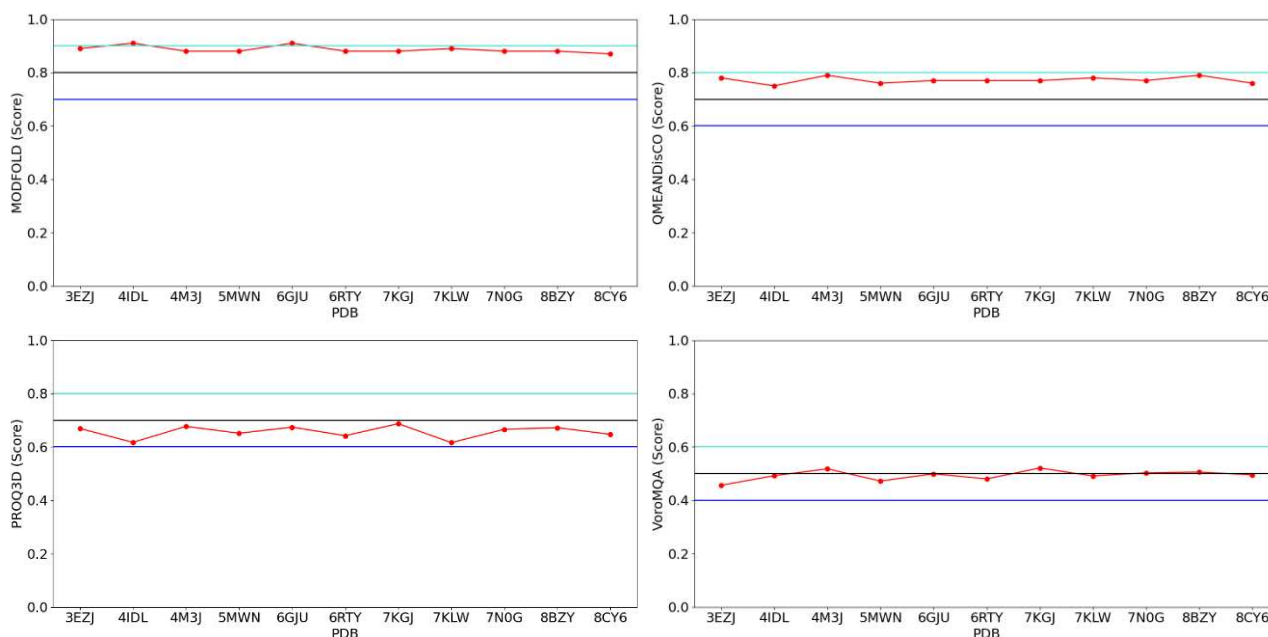 1.0
0.8
0.6
0.4
0.2
0.0
MODFOLD (Score)
3EZJ 4IDL 4M3J 5MWN 6GJU 6RTY 7KGJ 7KLW 7N0G 8BZY 8CY6
PDB
1.0
0.8
0.6
0.4
0.2
0.0
QMEANDisCO (Score)
3EZJ 4IDL 4M3J 5MWN 6GJU 6RTY 7KGJ 7KLW 7N0G 8BZY 8CY6
PDB
1.0
0.8
0.6
0.4
0.2
0.0
PROQ3D (Score)
3EZJ 4IDL 4M3J 5MWN 6GJU 6RTY 7KGJ 7KLW 7N0G 8BZY 8CY6
PDB
1.0
0.8
0.6
0.4
0.2
0.0
VoroMQA (Score)
3EZJ 4IDL 4M3J 5MWN 6GJU 6RTY 7KGJ 7KLW 7N0G 8BZY 8CY6
PDB